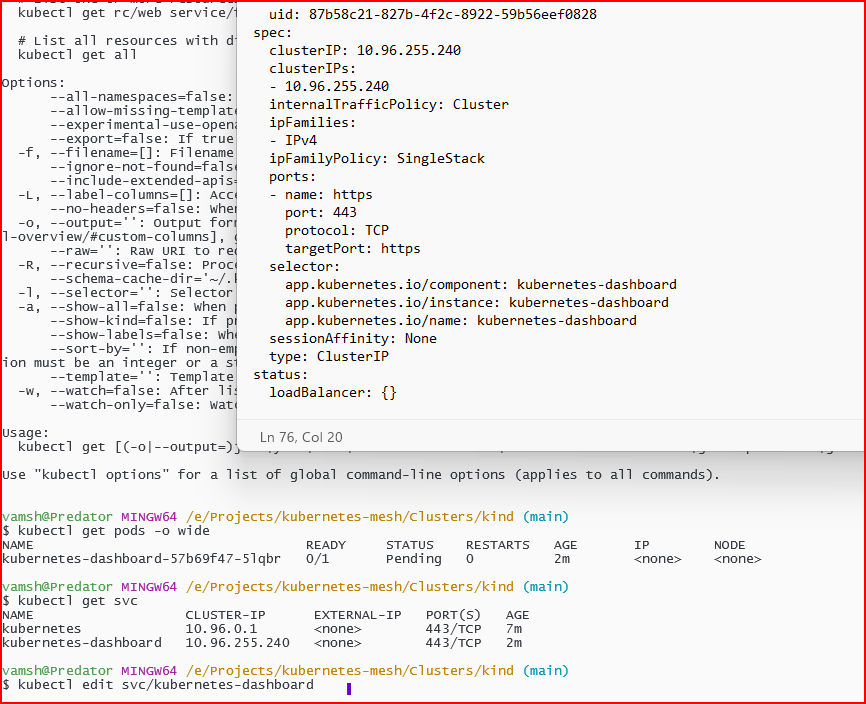 kubectl get rc/web service/
# List all resources with d
kubectl get all
Options:
--all-namespaces=false:
--allow-missing-template
--experimental-use-opena
--export=false: If true
-f, --filename=[]: Filename
--ignore-not-found=false
--include-extended-apis=
-L, --label-columns=[]: Acce
--no-headers=false: When
-o, --output='': Output form
l-overview/#custom-columns], g
--raw='': Raw URI to req
-R, --recursive=false: Proce
--schema-cache-dir='~/.k
-l, --selector='': Selector
-a, --show-all=false: When p
--show-kind=false: If pr
--show-labels=false: Whe
--sort-by='': If non-emp
ion must be an integer or a st
--template='': Template
-w, --watch=false: After lis
--watch-only=false: Watc
Usage:
kubectl get [(-o|--output=)
Use "kubectl options" for a list of global command-line options (applies to all commands).
uid: 87b58c21-827b-4f2c-8922-59b56eef0828
spec:
clusterIP: 10.96.255.240
clusterIPs:
- 10.96.255.240
internalTrafficPolicy: Cluster
ipFamilies:
- IPv4
ipFamilyPolicy: SingleStack
ports:
- name: https
port: 443
protocol: TCP
targetPort: https
selector:
app.kubernetes.io/component: kubernetes-dashboard
app.kubernetes.io/instance: kubernetes-dashboard
app.kubernetes.io/name: kubernetes-dashboard
sessionAffinity: None
type: ClusterIP
status:
loadBalancer: {}
Ln 76, Col 20
vamsh@Predator MINGW64 /e/Projects/kubernetes-mesh/Clusters/kind (main)
$ kubectl get pods -o wide
NAME READY STATUS RESTARTS AGE IP NODE
kubernetes-dashboard-57b69f47-5lqbr 0/1 Pending 0 2m <none> <none>
vamsh@Predator MINGW64 /e/Projects/kubernetes-mesh/Clusters/kind (main)
$ kubectl get svc
NAME CLUSTER-IP EXTERNAL-IP PORT(S) AGE
kubernetes 10.96.0.1 <none> 443/TCP 7m
kubernetes-dashboard 10.96.255.240 <none> 443/TCP 2m
vamsh@Predator MINGW64 /e/Projects/kubernetes-mesh/Clusters/kind (main)
$ kubectl edit svc/kubernetes-dashboard